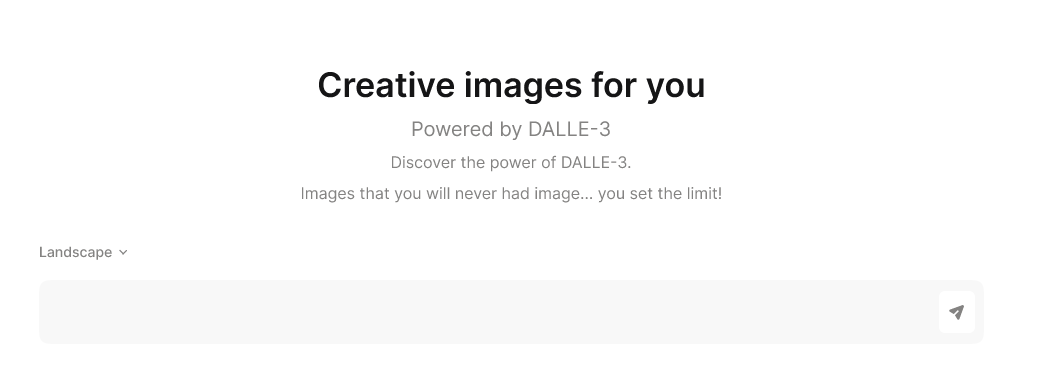 Creative images for you
Powered by DALLE-3
Discover the power of DALLE-3.
Images that you will never had image... you set the limit!
Landscape